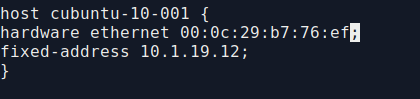 host cubuntu-10-001 {
hardware ethernet 00:0c:29:b7:76:ef;
fixed-address 10.1.19.12;
}